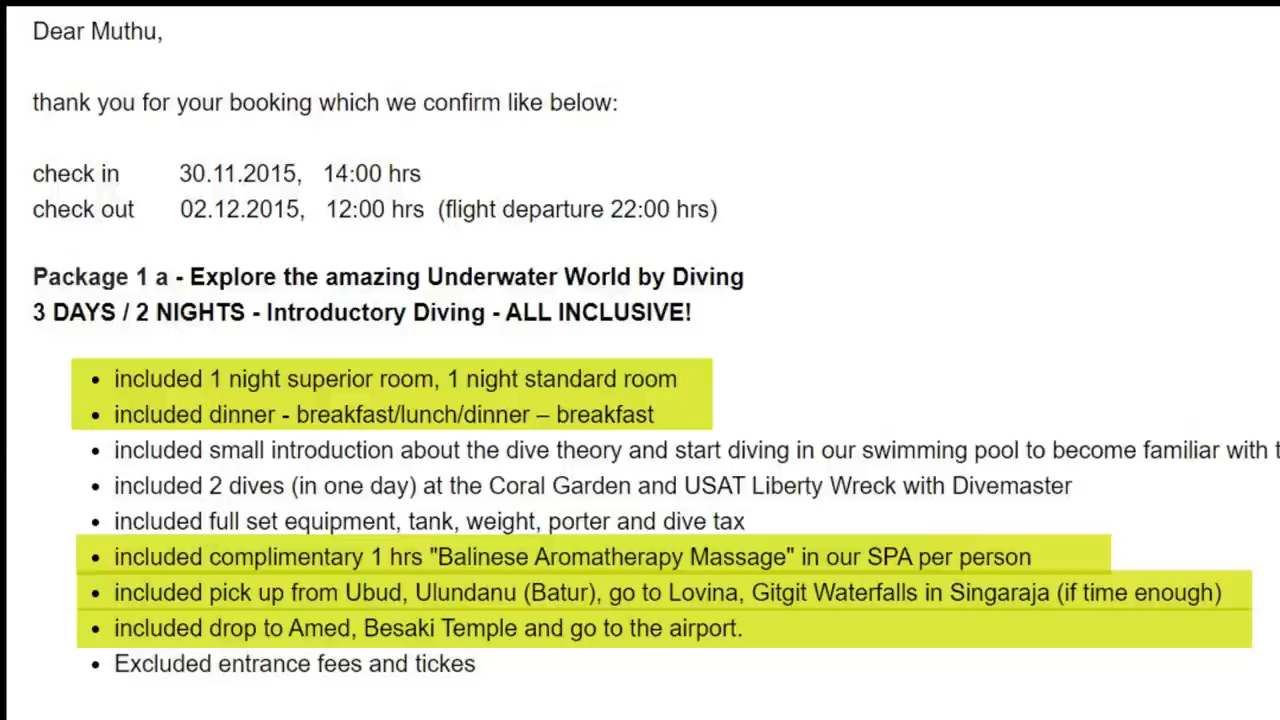 Dear Muthu,
thank you for your booking which we confirm like below:
check in 30.11.2015, 14:00 hrs
check out 02.12.2015, 12:00 hrs (flight departure 22:00 hrs)
Package 1 a - Explore the amazing Underwater World by Diving
3 DAYS / 2 NIGHTS - Introductory Diving - ALL INCLUSIVE!
• included 1 night superior room, 1 night standard room
• included dinner - breakfast/lunch/dinner – breakfast
• included small introduction about the dive theory and start diving in our swimming pool to become familiar with
• included 2 dives (in one day) at the Coral Garden and USAT Liberty Wreck with Divemaster
• included full set equipment, tank, weight, porter and dive tax
• included complimentary 1 hrs "Balinese Aromatherapy Massage" in our SPA per person
• included pick up from Ubud, Ulundanu (Batur), go to Lovina, Gitgit Waterfalls in Singaraja (if time enough)
• included drop to Amed, Besaki Temple and go to the airport.
• Excluded entrance fees and tickes